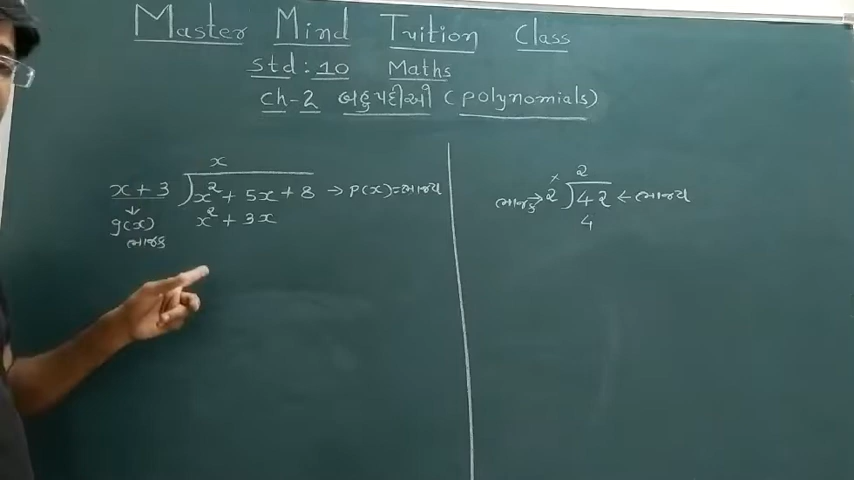 Master Mind Tuition Class
std : 10 Maths
ch-2 બહુપદીઓ (polynomials)
x
x + 3 ) x² + 5x + 8 → p(x) = ભાજ્ય
x² + 3x
↓
g(x)
ભાજક
× 2
ભાજક → 2 ) 42 ← ભાજ્ય
4